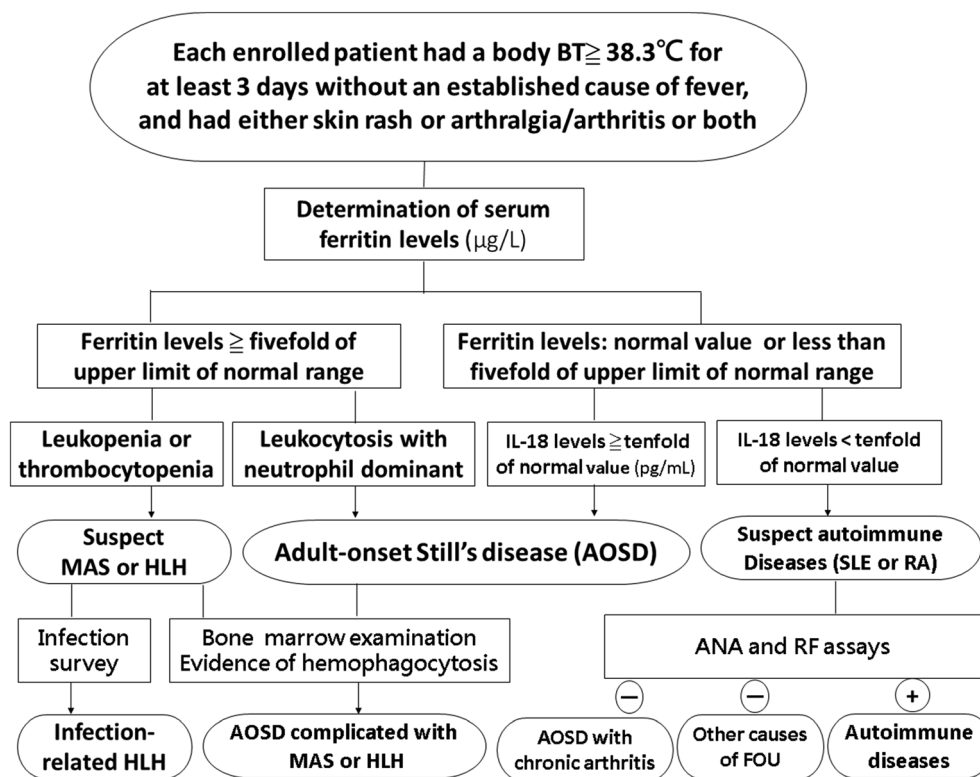 Each enrolled patient had a body BT≧ 38.3℃ for
at least 3 days without an established cause of fever,
and had either skin rash or arthralgia/arthritis or both
Determination of serum
ferritin levels (μg/L)
Ferritin levels ≧ fivefold of
upper limit of normal range
Ferritin levels: normal value or less than
fivefold of upper limit of normal range
Leukopenia or
thrombocytopenia
Leukocytosis with
neutrophil dominant
IL-18 levels ≧tenfold
of normal value (pg/mL)
IL-18 levels < tenfold
of normal value
Suspect
MAS or HLH
Adult-onset Still's disease (AOSD)
Suspect autoimmune
Diseases (SLE or RA)
Infection
survey
Bone marrow examination
Evidence of hemophagocytosis
ANA and RF assays
−
−
+
Infection-
related HLH
AOSD complicated with
MAS or HLH
AOSD with
chronic arthritis
Other causes
of FOU
Autoimmune
diseases